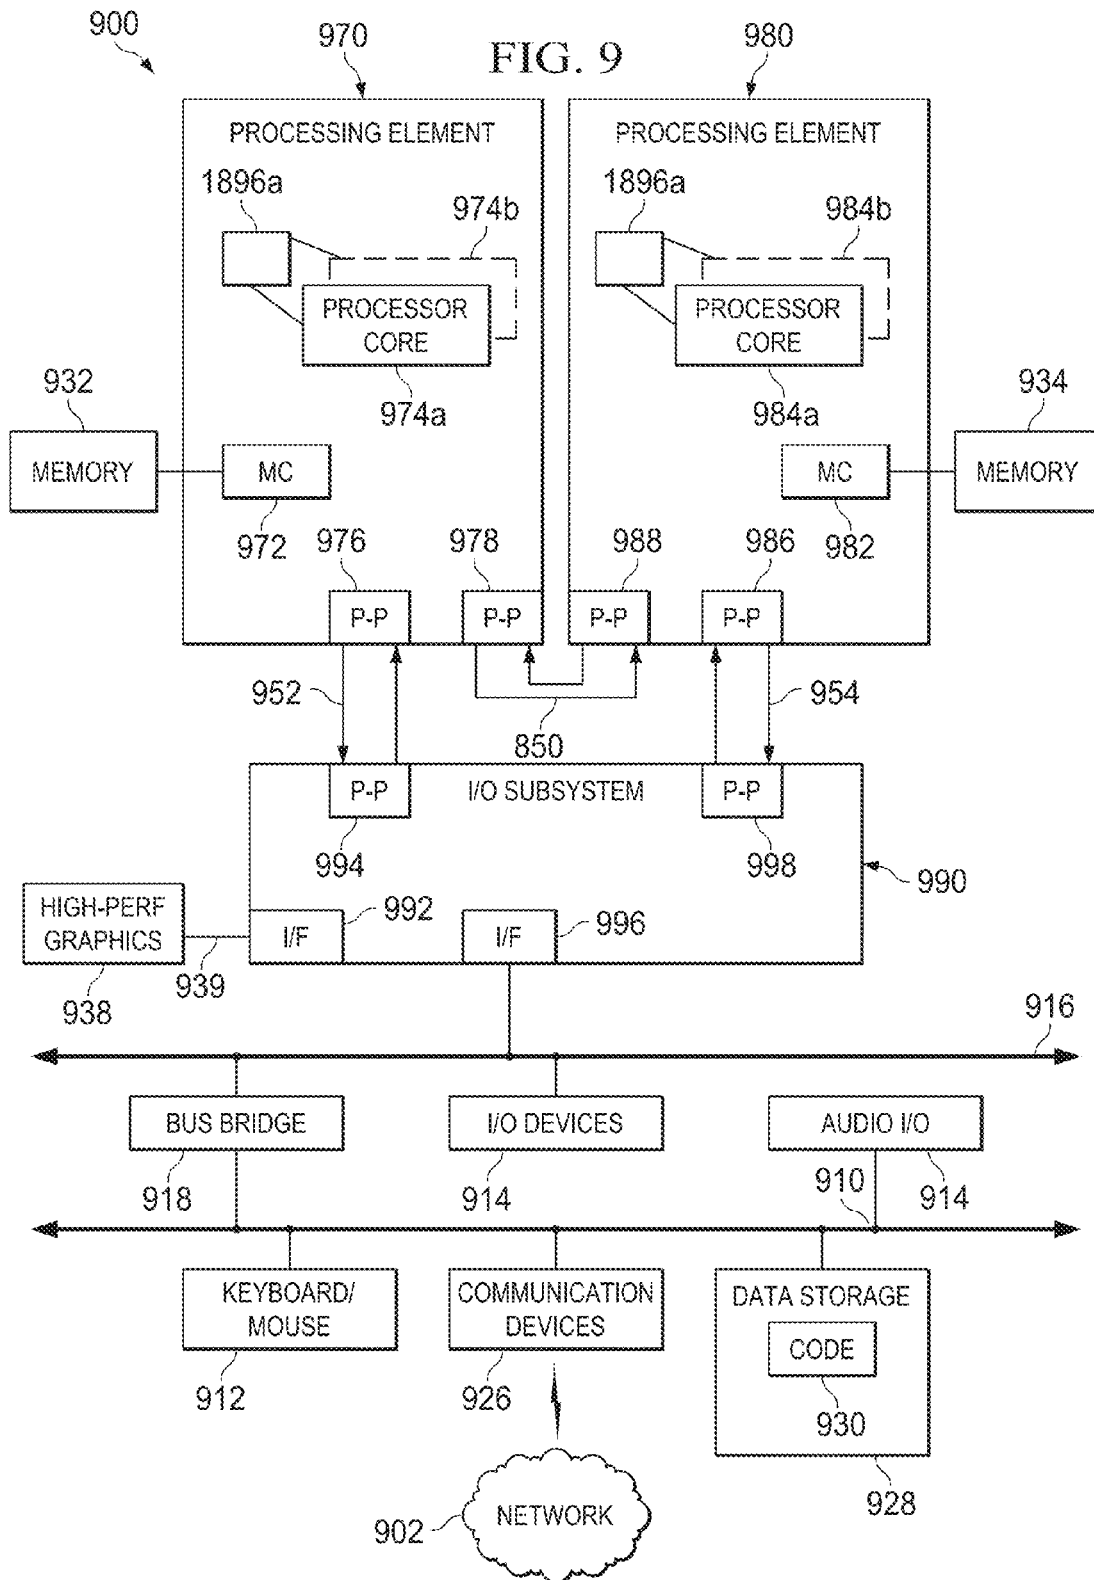 900
970
FIG. 9
980
PROCESSING ELEMENT
PROCESSING ELEMENT
1896a
974b
1896a
984b
PROCESSOR
CORE
PROCESSOR
CORE
932
974a
984a
934
MEMORY
MC
MC
MEMORY
972
976
978
988
986
982
P-P
P-P
P-P
P-P
952
850
954
P-P
I/O SUBSYSTEM
P-P
994
998
990
HIGH-PERF
GRAPHICS
992
996
I/F
I/F
939
938
916
BUS BRIDGE
I/O DEVICES
AUDIO I/O
918
914
910
914
KEYBOARD/
MOUSE
COMMUNICATION
DEVICES
DATA STORAGE
CODE
912
926
930
928
NETWORK
902